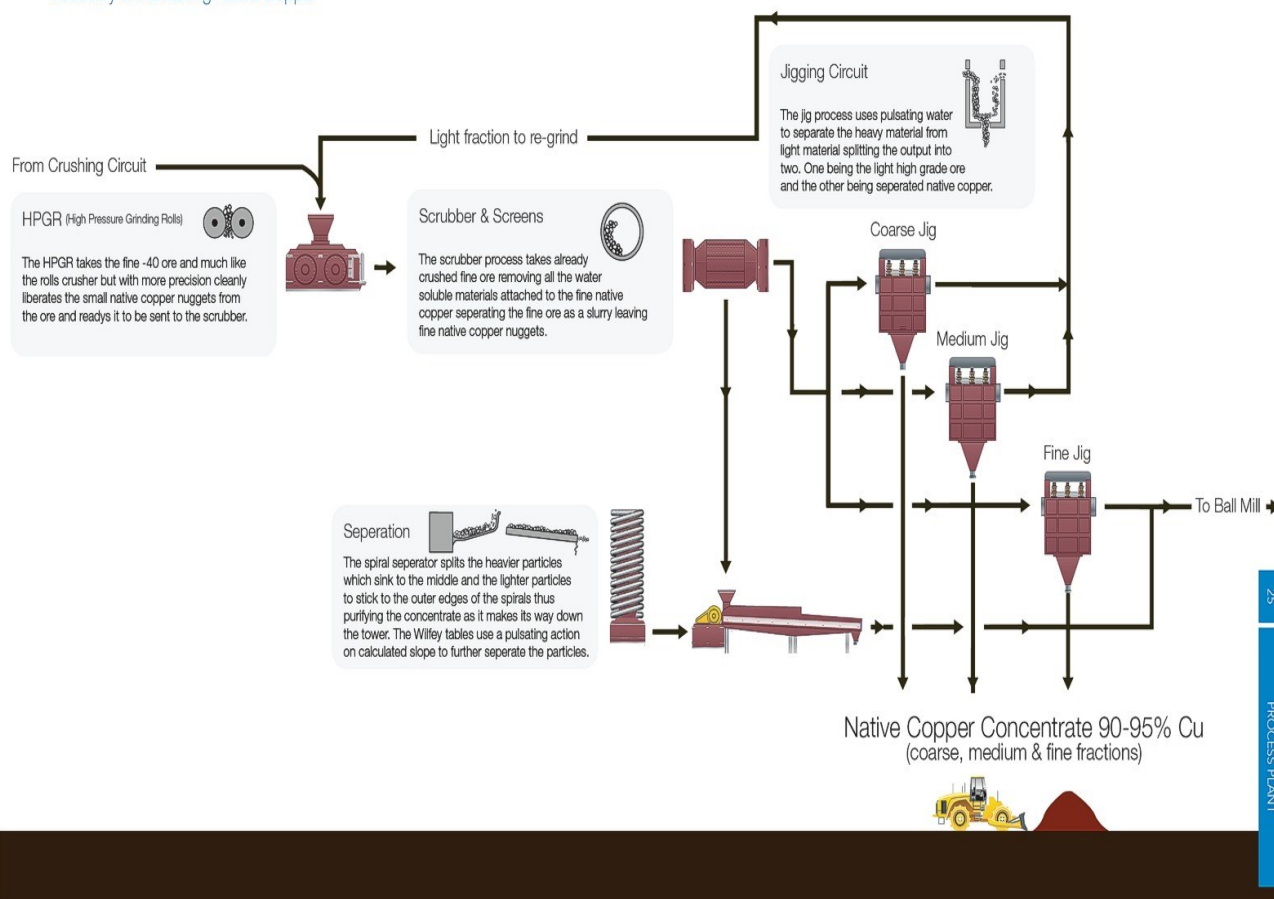 Light fraction to re-grind
From Crushing Circuit
HPGR (High Pressure Grinding Rolls)
The HPGR takes the fine -40 ore and much like
the rolls crusher but with more precision cleanly
liberates the small native copper nuggets from
the ore and readys it to be sent to the scrubber.
Scrubber & Screens
The scrubber process takes already
crushed fine ore removing all the water
soluble materials attached to the fine native
copper seperating the fine ore as a slurry leaving
fine native copper nuggets.
Jigging Circuit
The jig process uses pulsating water
to separate the heavy material from
light material splitting the output into
two. One being the light high grade ore
and the other being seperated native copper.
Coarse Jig
Medium Jig
Fine Jig
To Ball Mill
Seperation
The spiral seperator splits the heavier particles
which sink to the middle and the lighter particles
to stick to the outer edges of the spirals thus
purifying the concentrate as it makes its way down
the tower. The Wilfey tables use a pulsating action
on calculated slope to further seperate the particles.
Native Copper Concentrate 90-95% Cu
(coarse, medium & fine fractions)
25
PROCESS PLANT